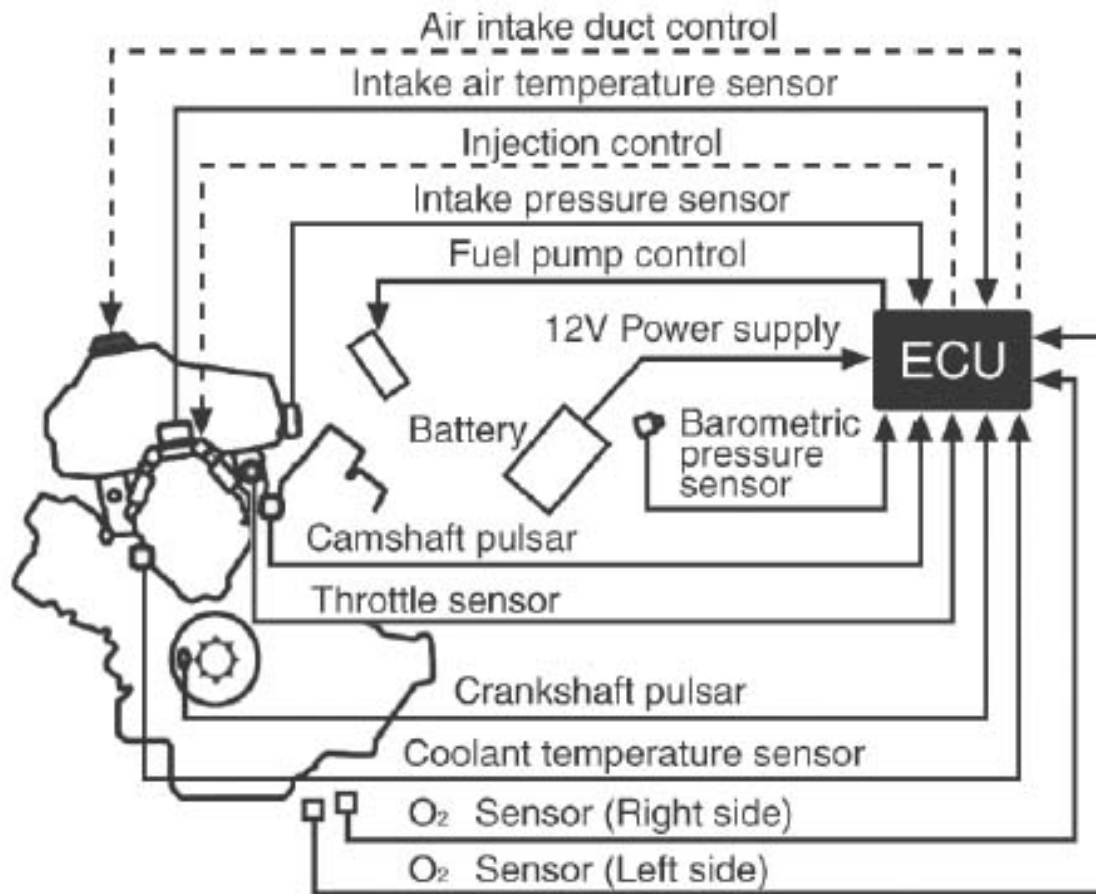 Air intake duct control
Intake air temperature sensor
Injection control
Intake pressure sensor
Fuel pump control
12V Power supply
ECU
Battery
Barometric
pressure
sensor
Camshaft pulsar
Throttle sensor
Crankshaft pulsar
Coolant temperature sensor
O₂ Sensor (Right side)
O₂ Sensor (Left side)